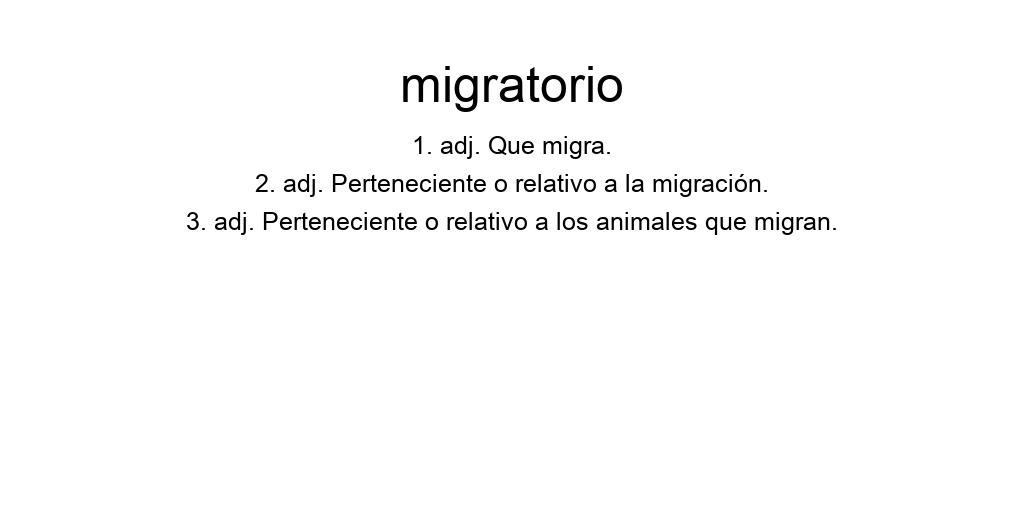 migratorio
1. adj. Que migra.
2. adj. Perteneciente o relativo a la migración.
3. adj. Perteneciente o relativo a los animales que migran.